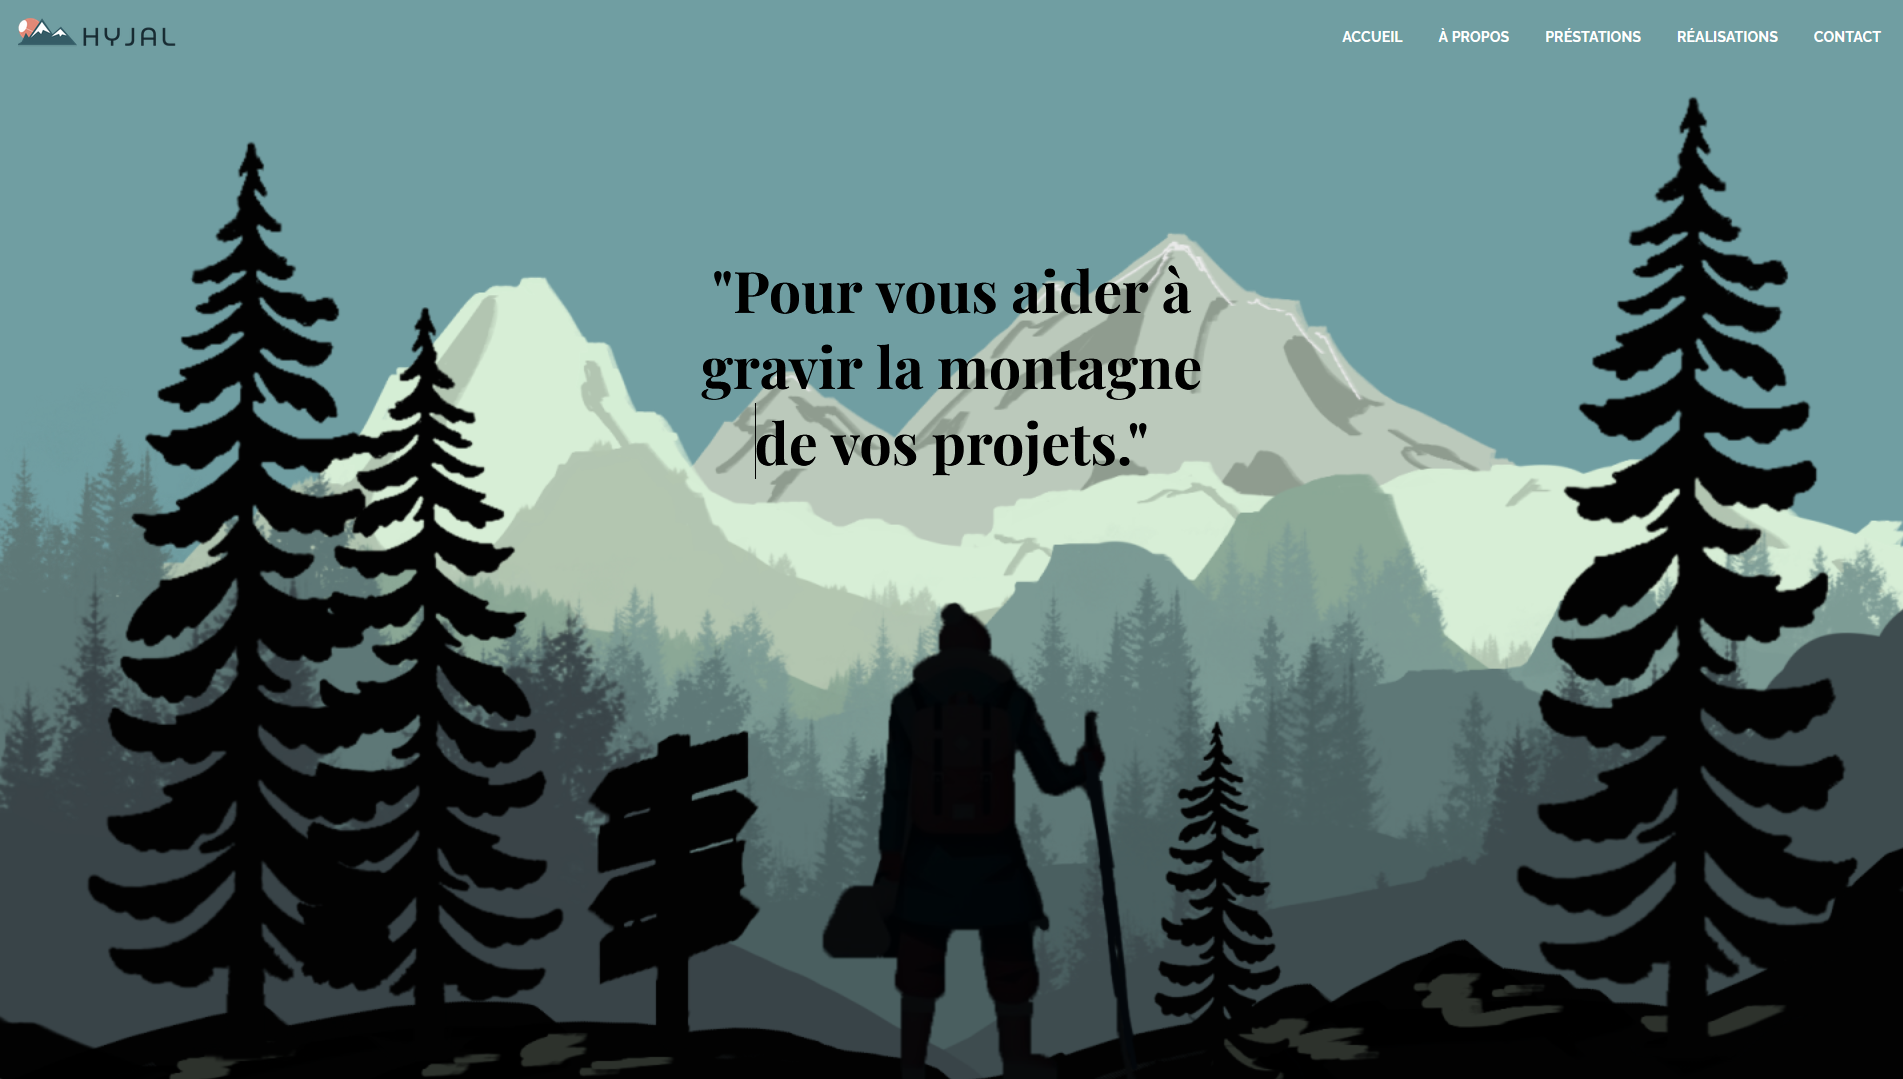 HYJAL
ACCUEIL À PROPOS PRÉSTATIONS RÉALISATIONS CONTACT
"Pour vous aider à
gravir la montagne
de vos projets."